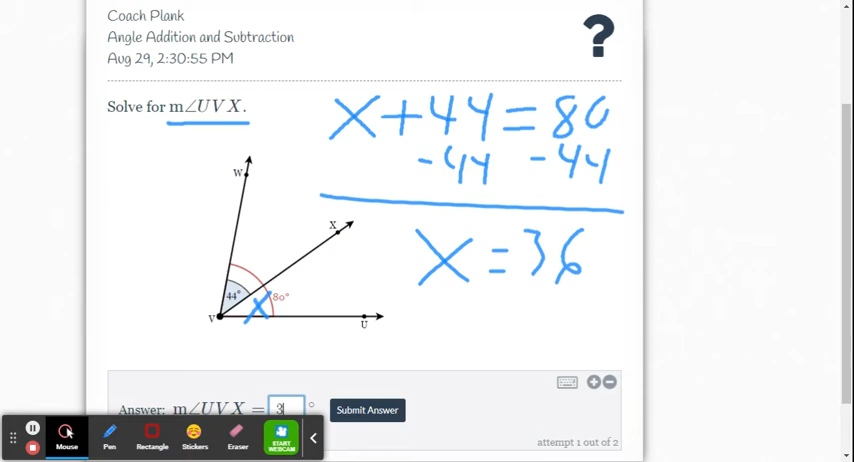 Coach Plank
Angle Addition and Subtraction
Aug 29, 2:30:55 PM
?
Solve for m∠UVX.
x + 44 = 80
-44 -44
x = 36
W
X
44°
80°
x
V
U
Answer: m∠UVX = 3 °
Submit Answer
attempt 1 out of 2
Mouse
Pen
Rectangle
Stickers
Eraser
START WEBCAM